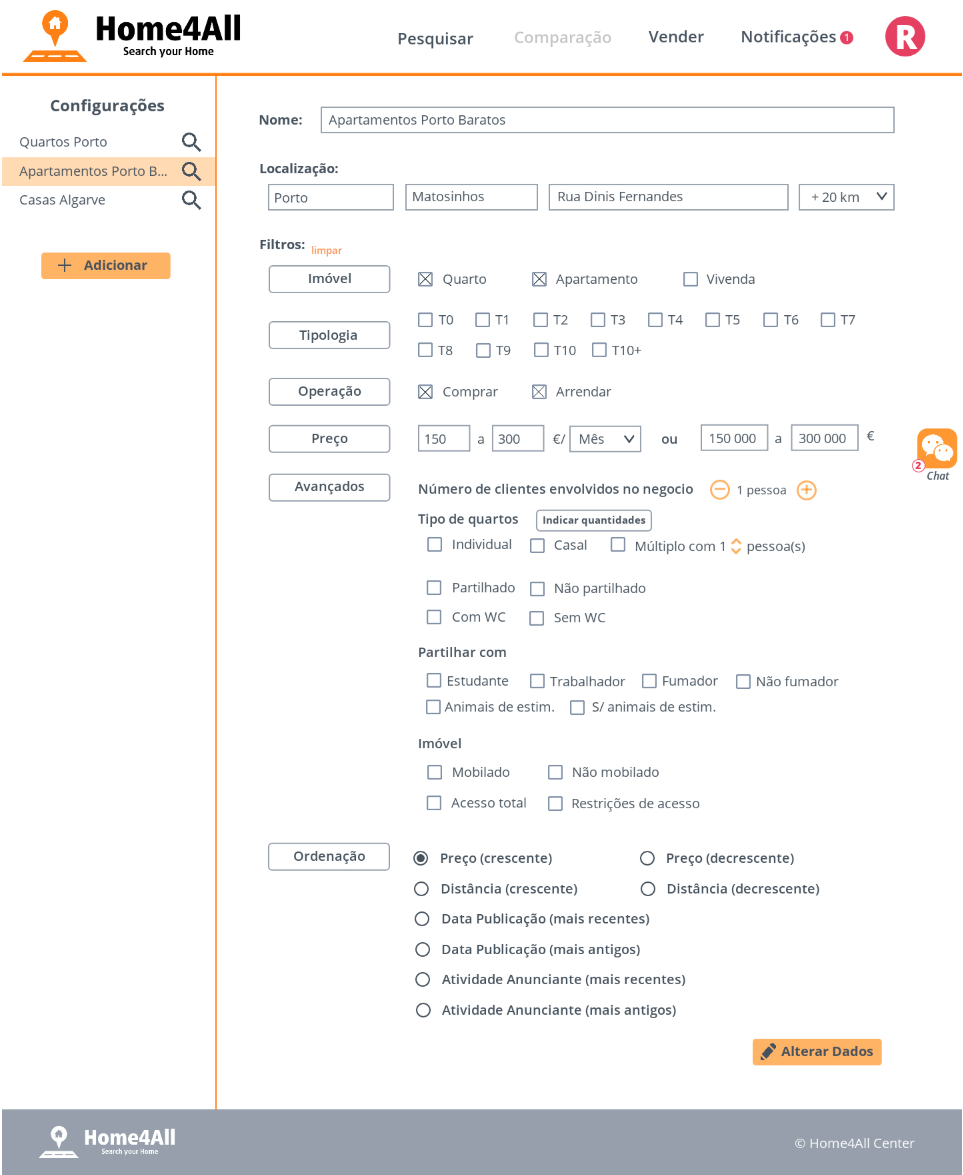 Home4All
Search your Home
Pesquisar Comparação Vender Notificações 1 R
Configurações
Quartos Porto
Apartamentos Porto B...
Casas Algarve
+ Adicionar
Nome: Apartamentos Porto Baratos
Localização:
Porto Matosinhos Rua Dinis Fernandes + 20 km
Filtros: limpar
Imóvel Quarto Apartamento Vivenda
Tipologia
T0 T1 T2 T3 T4 T5 T6 T7
T8 T9 T10 T10+
Operação Comprar Arrendar
Preço 150 a 300 €/ Mês ou 150 000 a 300 000 €
2
Chat
Avançados Número de clientes envolvidos no negocio 1 pessoa
Tipo de quartos Indicar quantidades
Individual Casal Múltiplo com 1 pessoa(s)
Partilhado Não partilhado
Com WC Sem WC
Partilhar com
Estudante Trabalhador Fumador Não fumador
Animais de estim. S/ animais de estim.
Imóvel
Mobilado Não mobilado
Acesso total Restrições de acesso
Ordenação Preço (crescente) Preço (decrescente)
Distância (crescente) Distância (decrescente)
Data Publicação (mais recentes)
Data Publicação (mais antigos)
Atividade Anunciante (mais recentes)
Atividade Anunciante (mais antigos)
Alterar Dados
Home4All
Search your Home
© Home4All Center